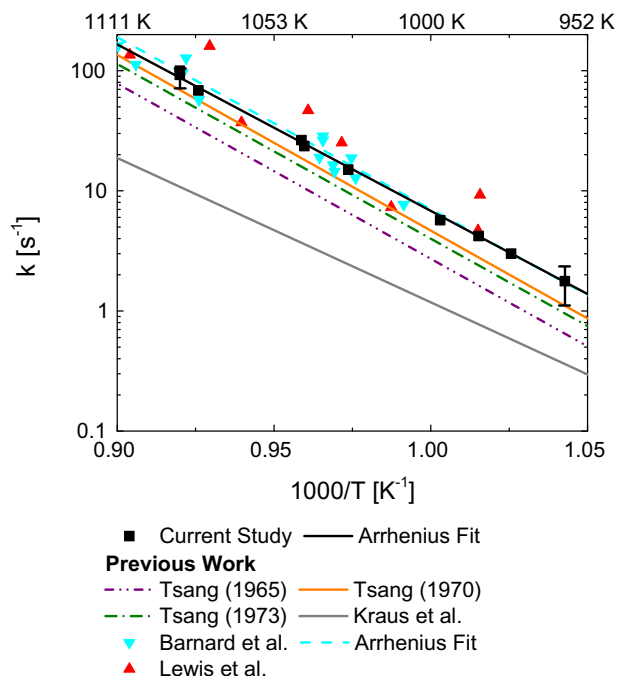 1111 K 1053 K 1000 K 952 K
100
10
1
0.1
k [s⁻¹]
0.90 0.95 1.00 1.05
1000/T [K⁻¹]
Current Study Arrhenius Fit
Previous Work
Tsang (1965) Tsang (1970)
Tsang (1973) Kraus et al.
Barnard et al. Arrhenius Fit
Lewis et al.